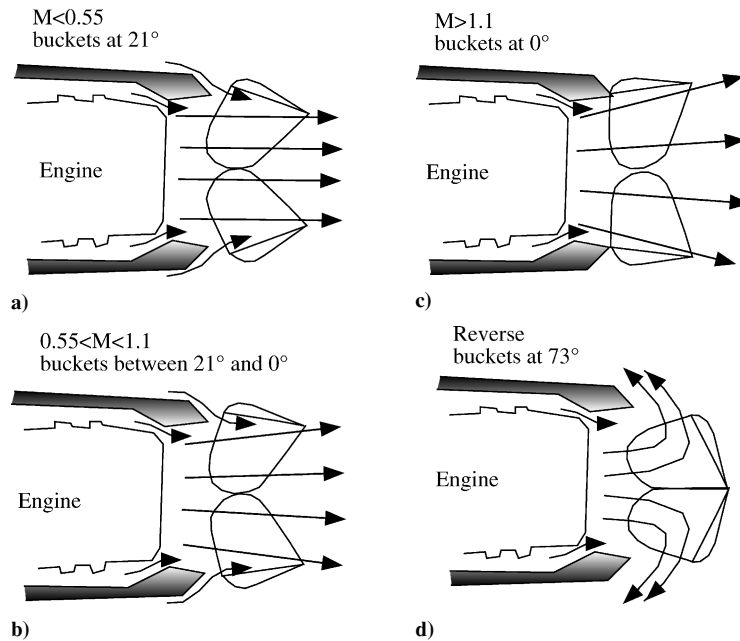 M<0.55
buckets at 21°
Engine
a)
0.55<M<1.1
buckets between 21° and 0°
Engine
b)
M>1.1
buckets at 0°
Engine
c)
Reverse
buckets at 73°
Engine
d)